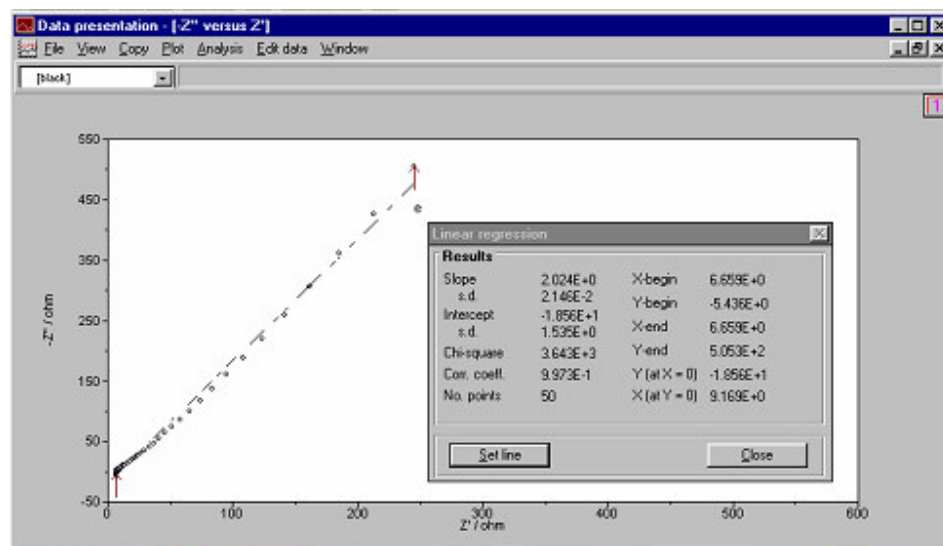 Data presentation - [-Z" versus Z']
File View Copy Plot Analysis Edit data Window
[black]
1
550
450
350
250
150
50
-50
-Z" / ohm
0 100 200 300 400 500 600
Z' / ohm
Linear regression
Results
Slope 2.024E+0 X-begin 6.659E+0
s.d. 2.146E-2 Y-begin -5.436E+0
Intercept -1.856E+1 X-end 6.659E+0
s.d. 1.535E+0 Y-end 5.053E+2
Chi-square 3.643E+3 Y (at X = 0) -1.856E+1
Corr. coeff. 9.973E-1 X (at Y = 0) 9.169E+0
No. points 50
Set line Close